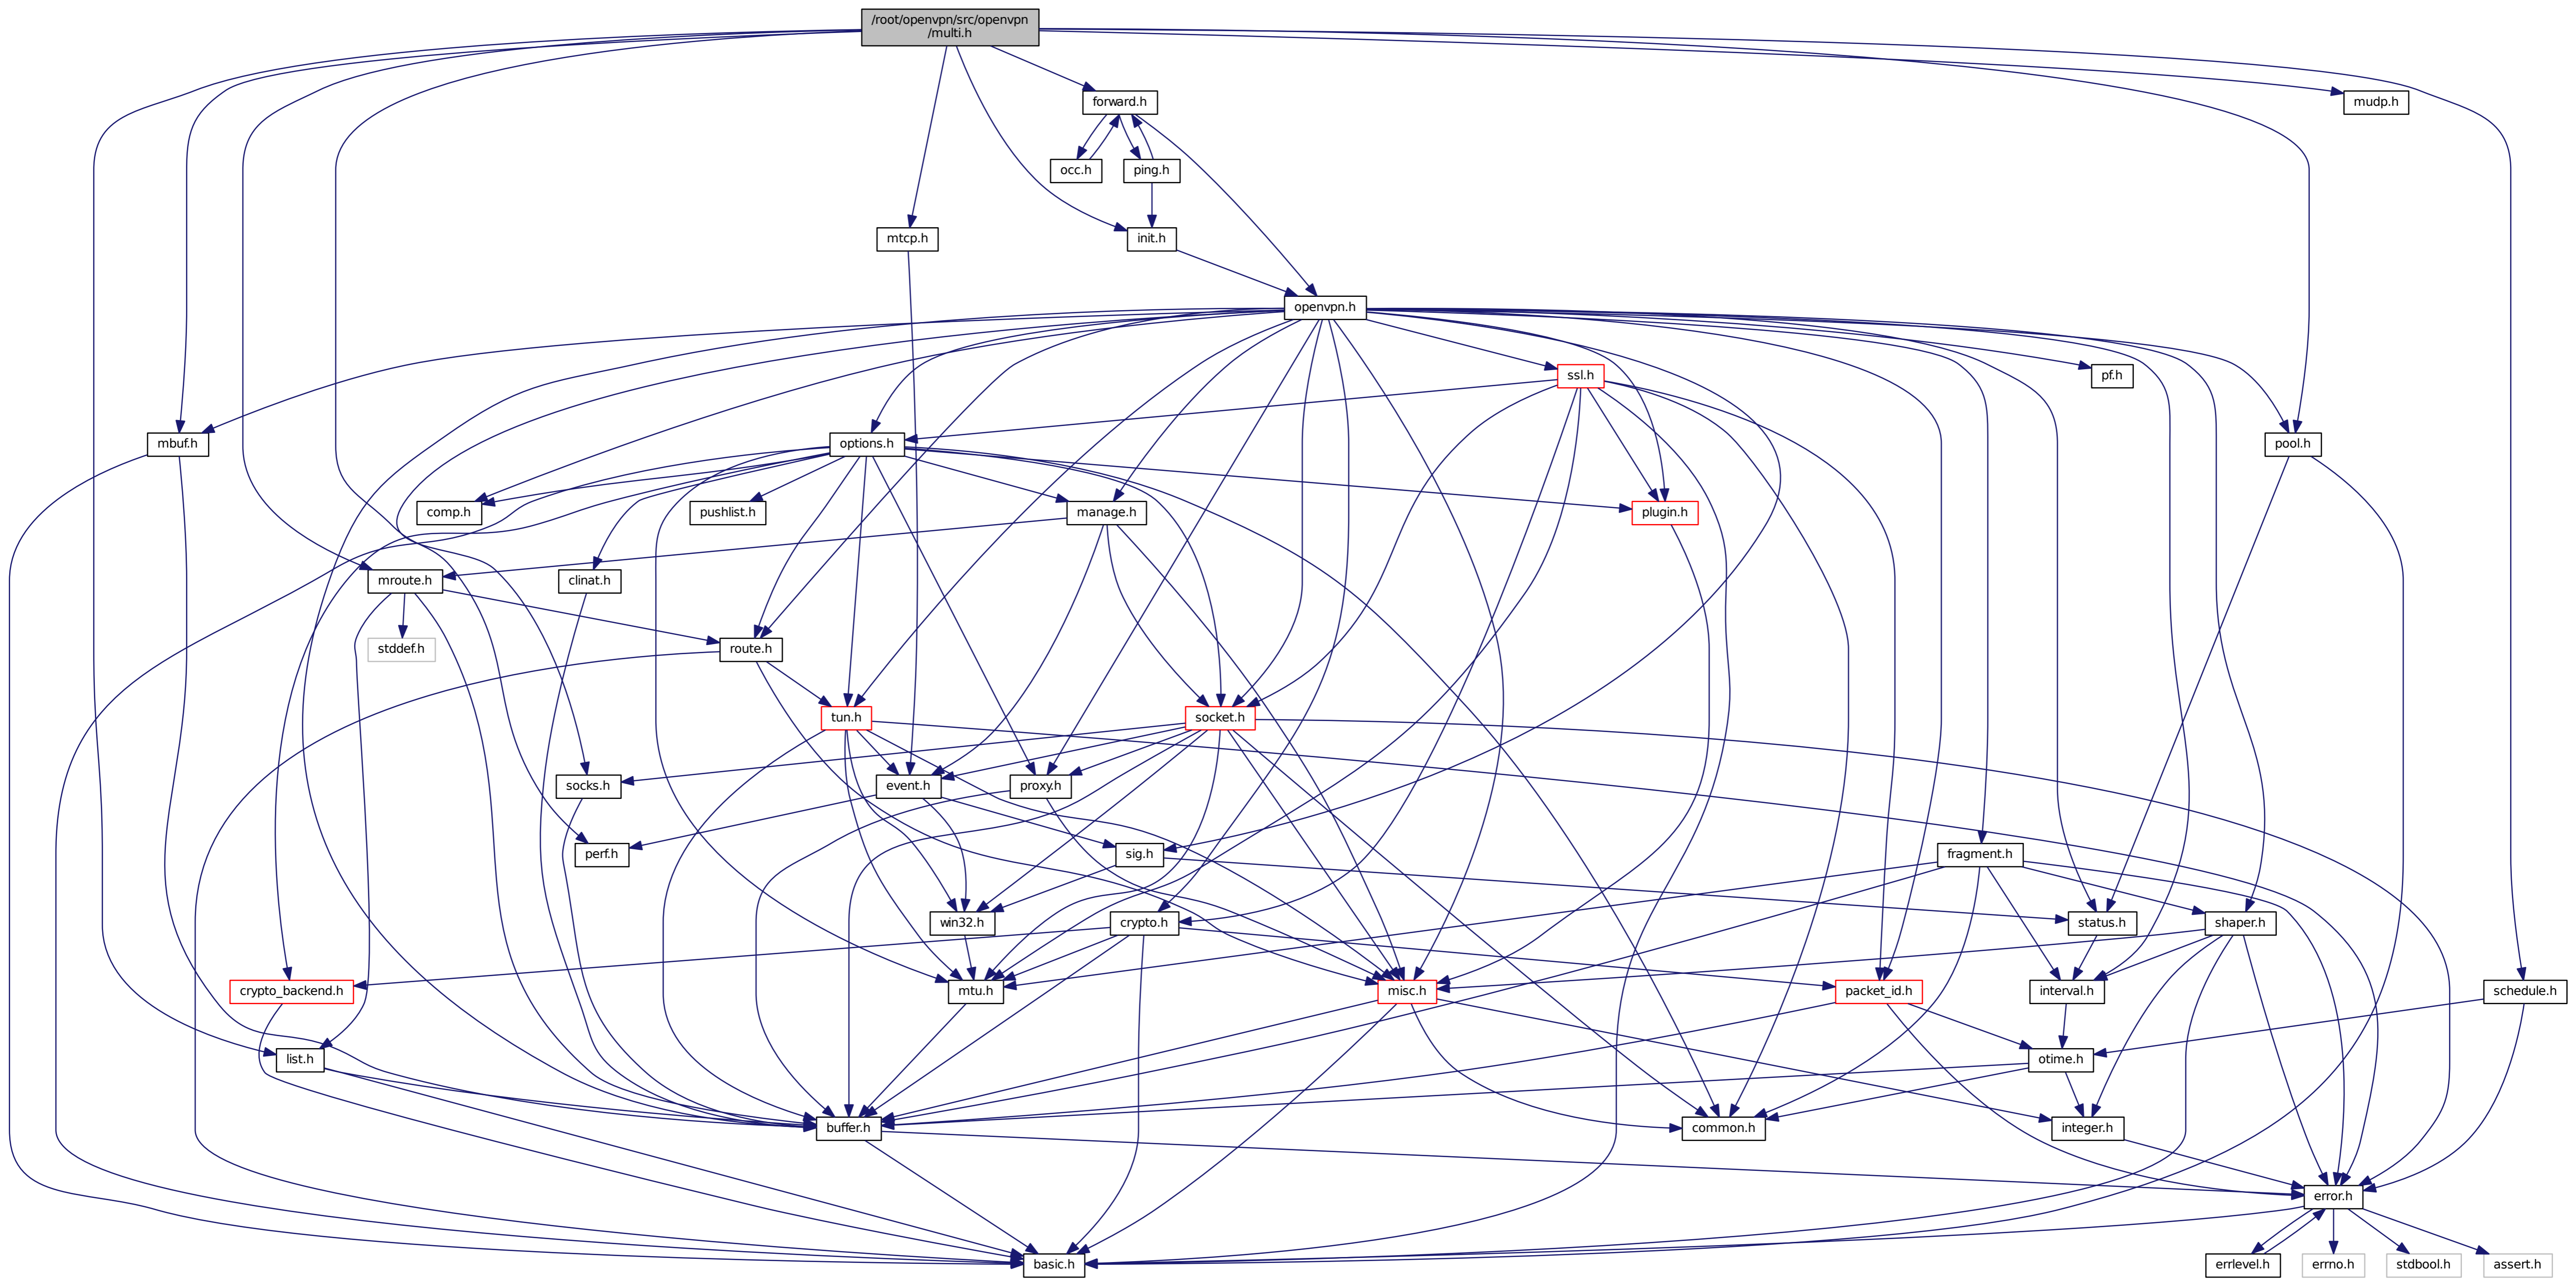 /root/openvpn/src/openvpn
/multi.h
forward.h
mudp.h
occ.h
ping.h
mtcp.h
init.h
openvpn.h
ssl.h
pf.h
mbuf.h
options.h
pool.h
comp.h
pushlist.h
manage.h
plugin.h
mroute.h
clinat.h
stddef.h
route.h
tun.h
socket.h
socks.h
event.h
proxy.h
perf.h
sig.h
fragment.h
win32.h
crypto.h
status.h
shaper.h
crypto_backend.h
mtu.h
misc.h
packet_id.h
interval.h
schedule.h
list.h
otime.h
buffer.h
common.h
integer.h
error.h
basic.h
errlevel.h
errno.h
stdbool.h
assert.h